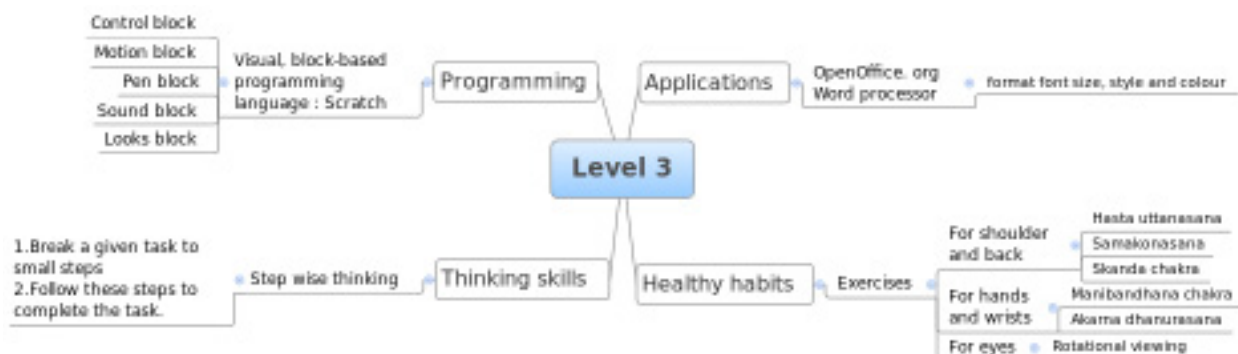 Control block
Motion block
Pen block
Sound block
Looks block
Visual, block-based
programming
language : Scratch
Programming
Applications
OpenOffice. org
Word processor
format font size, style and colour
Level 3
1.Break a given task to
small steps
2.Follow these steps to
complete the task.
Step wise thinking
Thinking skills
Healthy habits
Exercises
For shoulder
and back
Hasta uttanasana
Samakonasana
Skanda chakra
For hands
and wrists
Manibandhana chakra
Akarna dhanurasana
For eyes
Rotational viewing